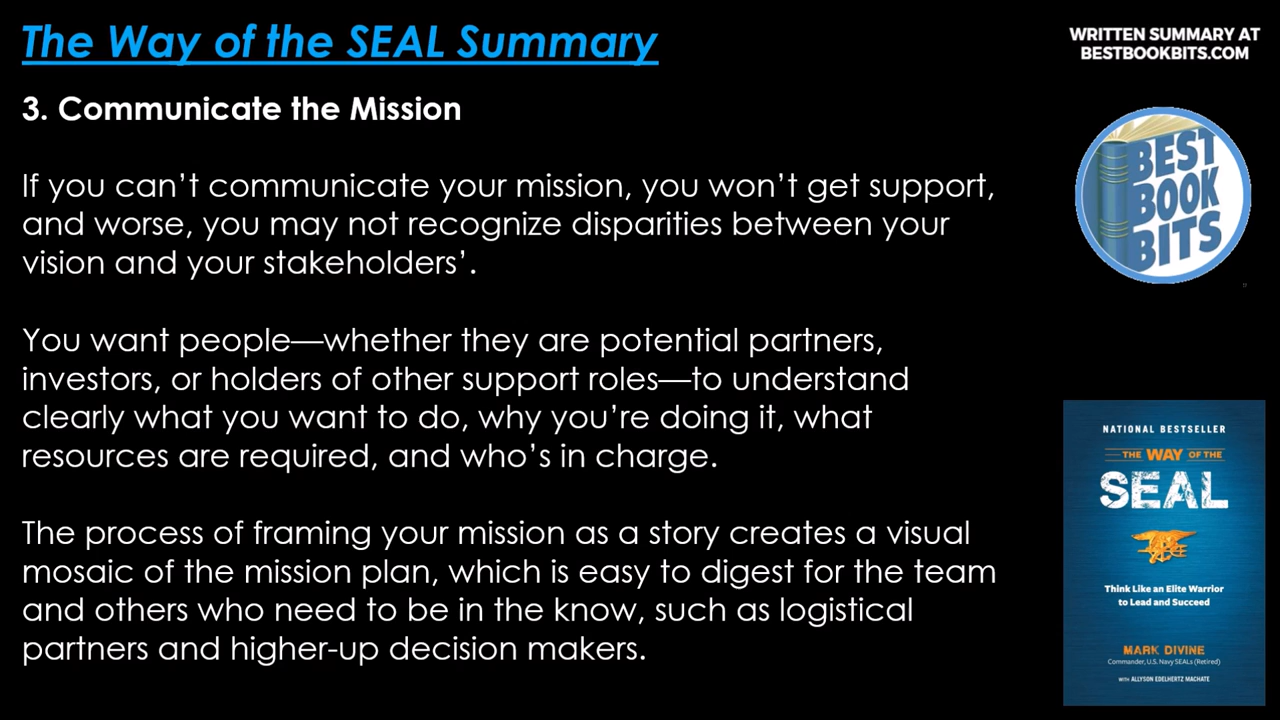 The Way of the SEAL Summary
WRITTEN SUMMARY AT
BESTBOOKBITS.COM
3. Communicate the Mission
If you can’t communicate your mission, you won’t get support,
and worse, you may not recognize disparities between your
vision and your stakeholders’.
You want people—whether they are potential partners,
investors, or holders of other support roles—to understand
clearly what you want to do, why you’re doing it, what
resources are required, and who’s in charge.
The process of framing your mission as a story creates a visual
mosaic of the mission plan, which is easy to digest for the team
and others who need to be in the know, such as logistical
partners and higher-up decision makers.
BEST
BOOK
BITS
NATIONAL BESTSELLER
THE WAY OF THE
SEAL
Think Like an Elite Warrior
to Lead and Succeed
MARK DIVINE
Commander, U.S. Navy SEALs (Retired)
WITH ALLYSON EDELHERTZ MACHATE